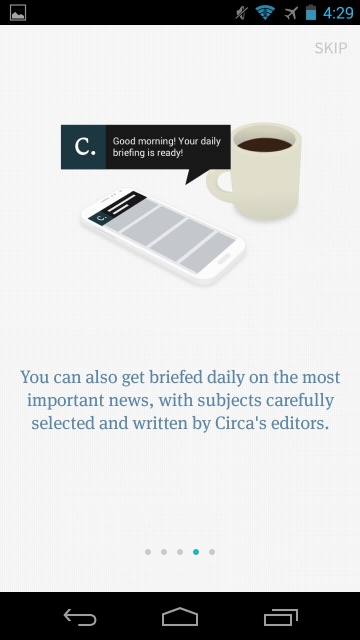 4:29
SKIP
C.
Good morning! Your daily
briefing is ready!
C.
You can also get briefed daily on the most
important news, with subjects carefully
selected and written by Circa's editors.